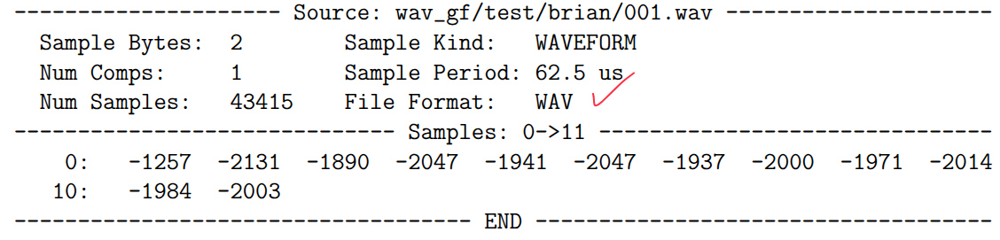 --------------------- Source: wav_gf/test/brian/001.wav ---------------------
  Sample Bytes:  2        Sample Kind:   WAVEFORM
  Num Comps:     1        Sample Period: 62.5 us
  Num Samples:   43415    File Format:   WAV
------------------------------ Samples: 0->11 -------------------------------
    0:   -1257  -2131  -1890  -2047  -1941  -2047  -1937  -2000  -1971  -2014
   10:   -1984  -2003
------------------------------------ END ------------------------------------